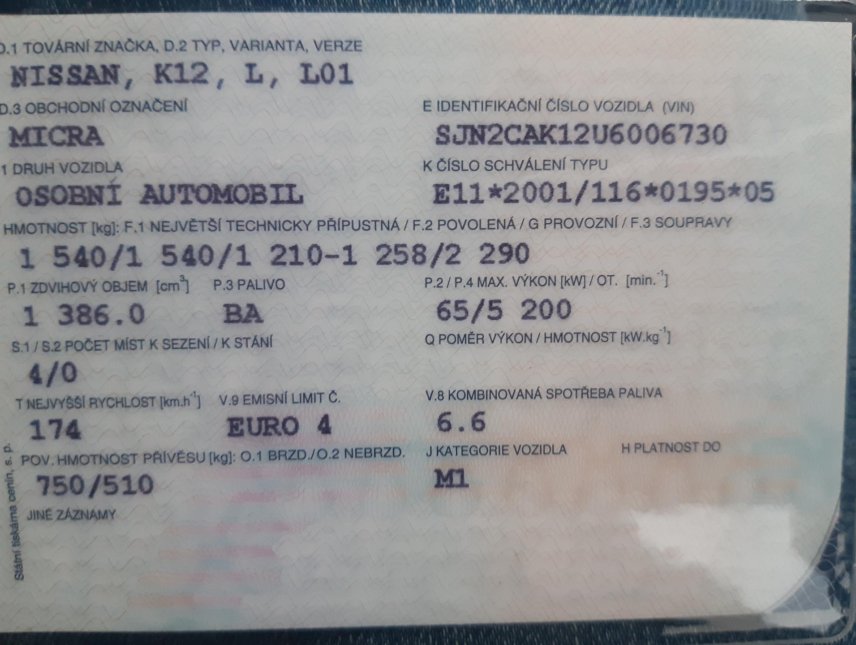 D.1 TOVÁRNÍ ZNAČKA, D.2 TYP, VARIANTA, VERZE
NISSAN, K12, L, L01
D.3 OBCHODNÍ OZNAČENÍ E IDENTIFIKAČNÍ ČÍSLO VOZIDLA (VIN)
MICRA SJN2CAK12U6006730
1 DRUH VOZIDLA K ČÍSLO SCHVÁLENÍ TYPU
OSOBNÍ AUTOMOBIL E11*2001/116*0195*05
HMOTNOST [kg]: F.1 NEJVĚTŠÍ TECHNICKY PŘÍPUSTNÁ / F.2 POVOLENÁ / G PROVOZNÍ / F.3 SOUPRAVY
1 540/1 540/1 210-1 258/2 290
P.1 ZDVIHOVÝ OBJEM [cm³] P.3 PALIVO P.2 / P.4 MAX. VÝKON [kW] / OT. [min.⁻¹]
1 386.0 BA 65/5 200
S.1 / S.2 POČET MÍST K SEZENÍ / K STÁNÍ Q POMĚR VÝKON / HMOTNOST [kW.kg⁻¹]
4/0
T NEJVYŠŠÍ RYCHLOST [km.h⁻¹] V.9 EMISNÍ LIMIT Č. V.8 KOMBINOVANÁ SPOTŘEBA PALIVA
174 EURO 4 6.6
POV. HMOTNOST PŘÍVĚSU [kg]: O.1 BRZD./O.2 NEBRZD. J KATEGORIE VOZIDLA H PLATNOST DO
750/510 M1
JINÉ ZÁZNAMY
Státní tiskárna cenin, s. p.